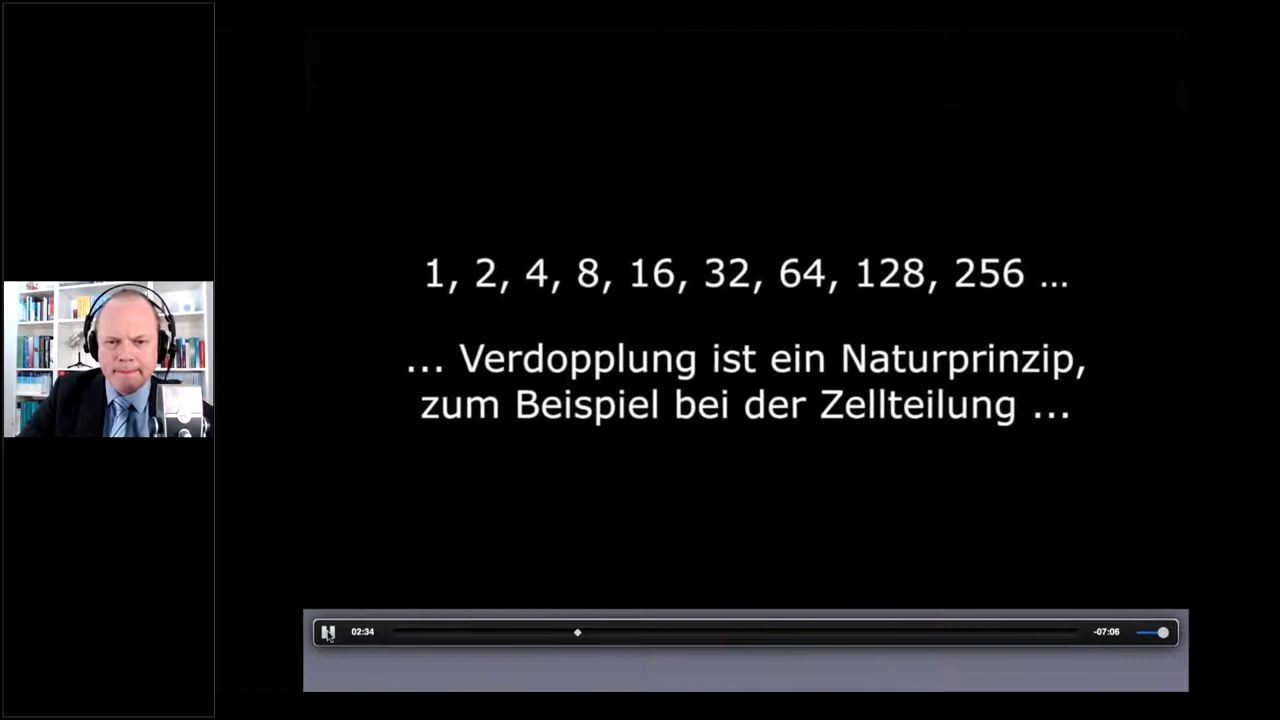 1, 2, 4, 8, 16, 32, 64, 128, 256 ...
... Verdopplung ist ein Naturprinzip,
zum Beispiel bei der Zellteilung ...
02:34
-07:06